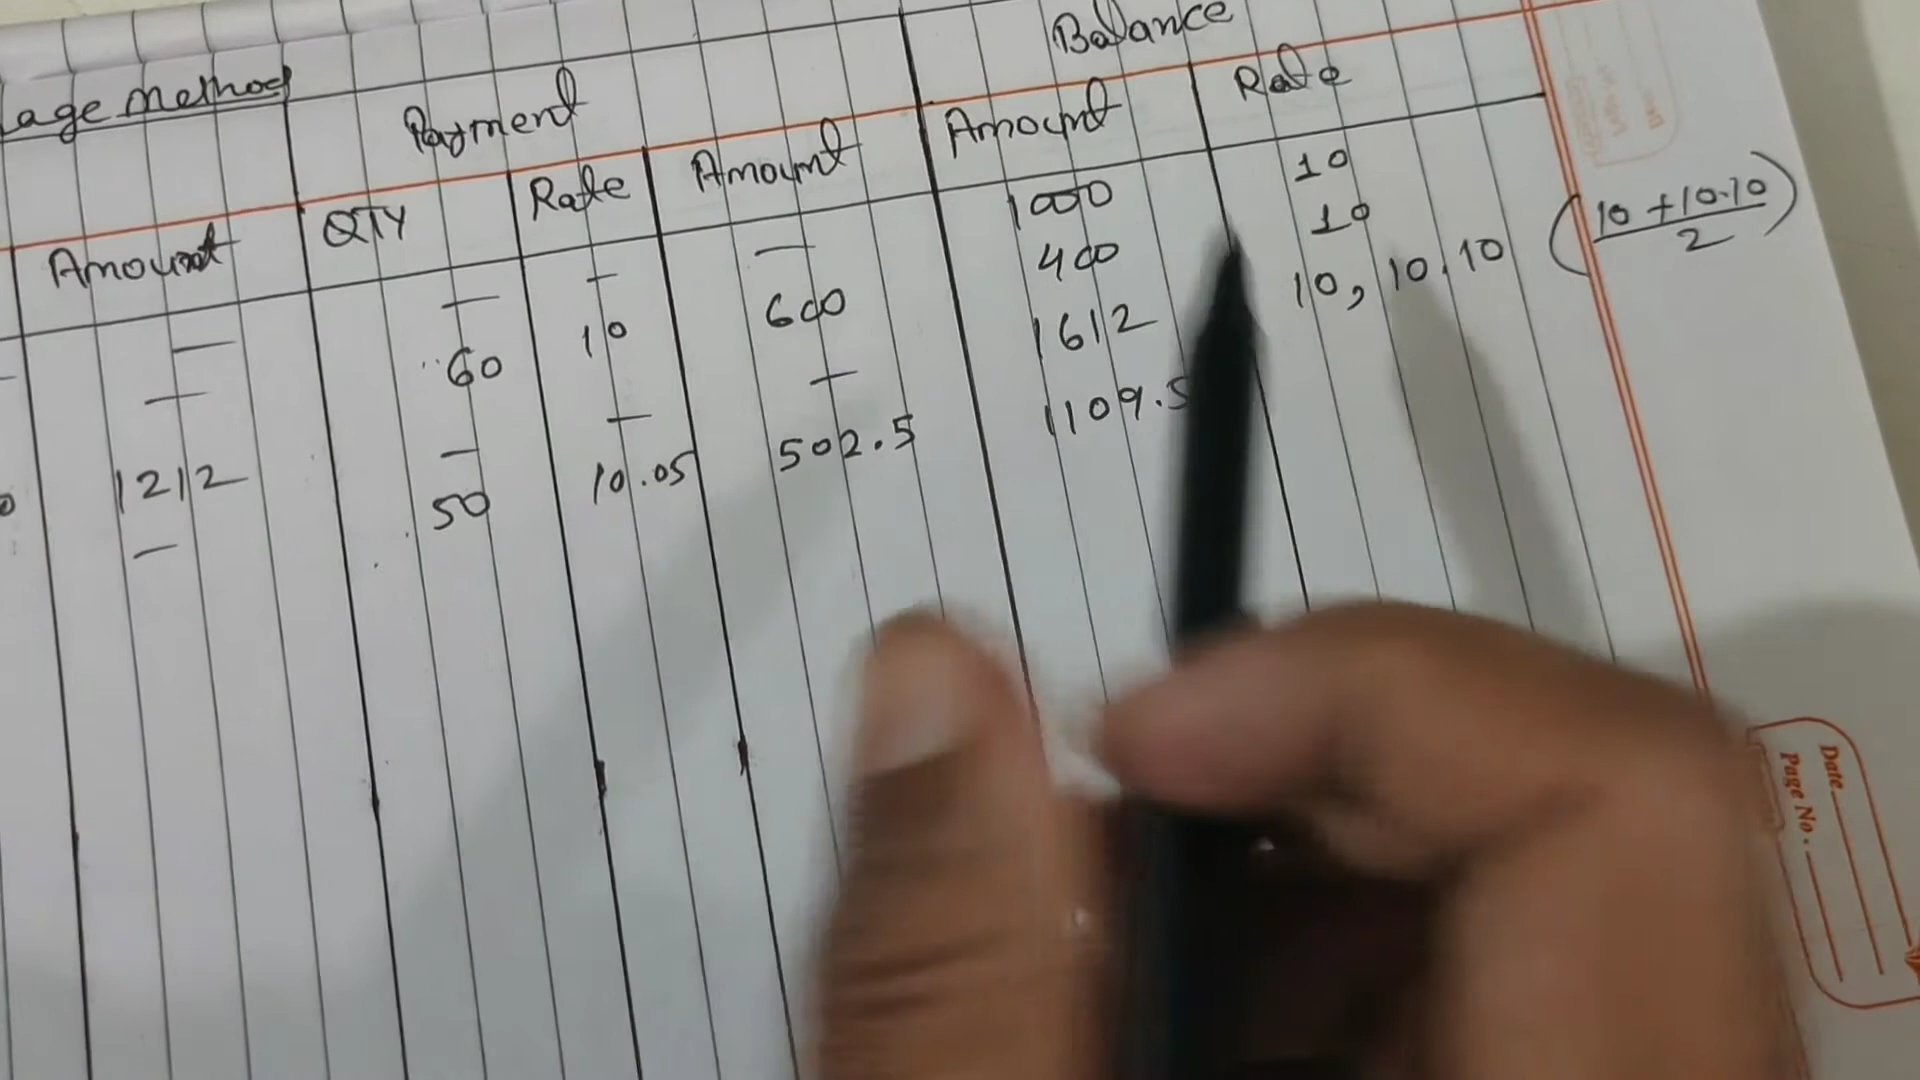 age Method
Payment
Balance
Amount QTY Rate Amount Amount Rate
— — — — 1000 10
— 60 10 600 400 10
1212 — — — 1612 10, 10.10 (10 + 10.10 / 2)
— 50 10.05 502.5 1109.5
Date
Page No.